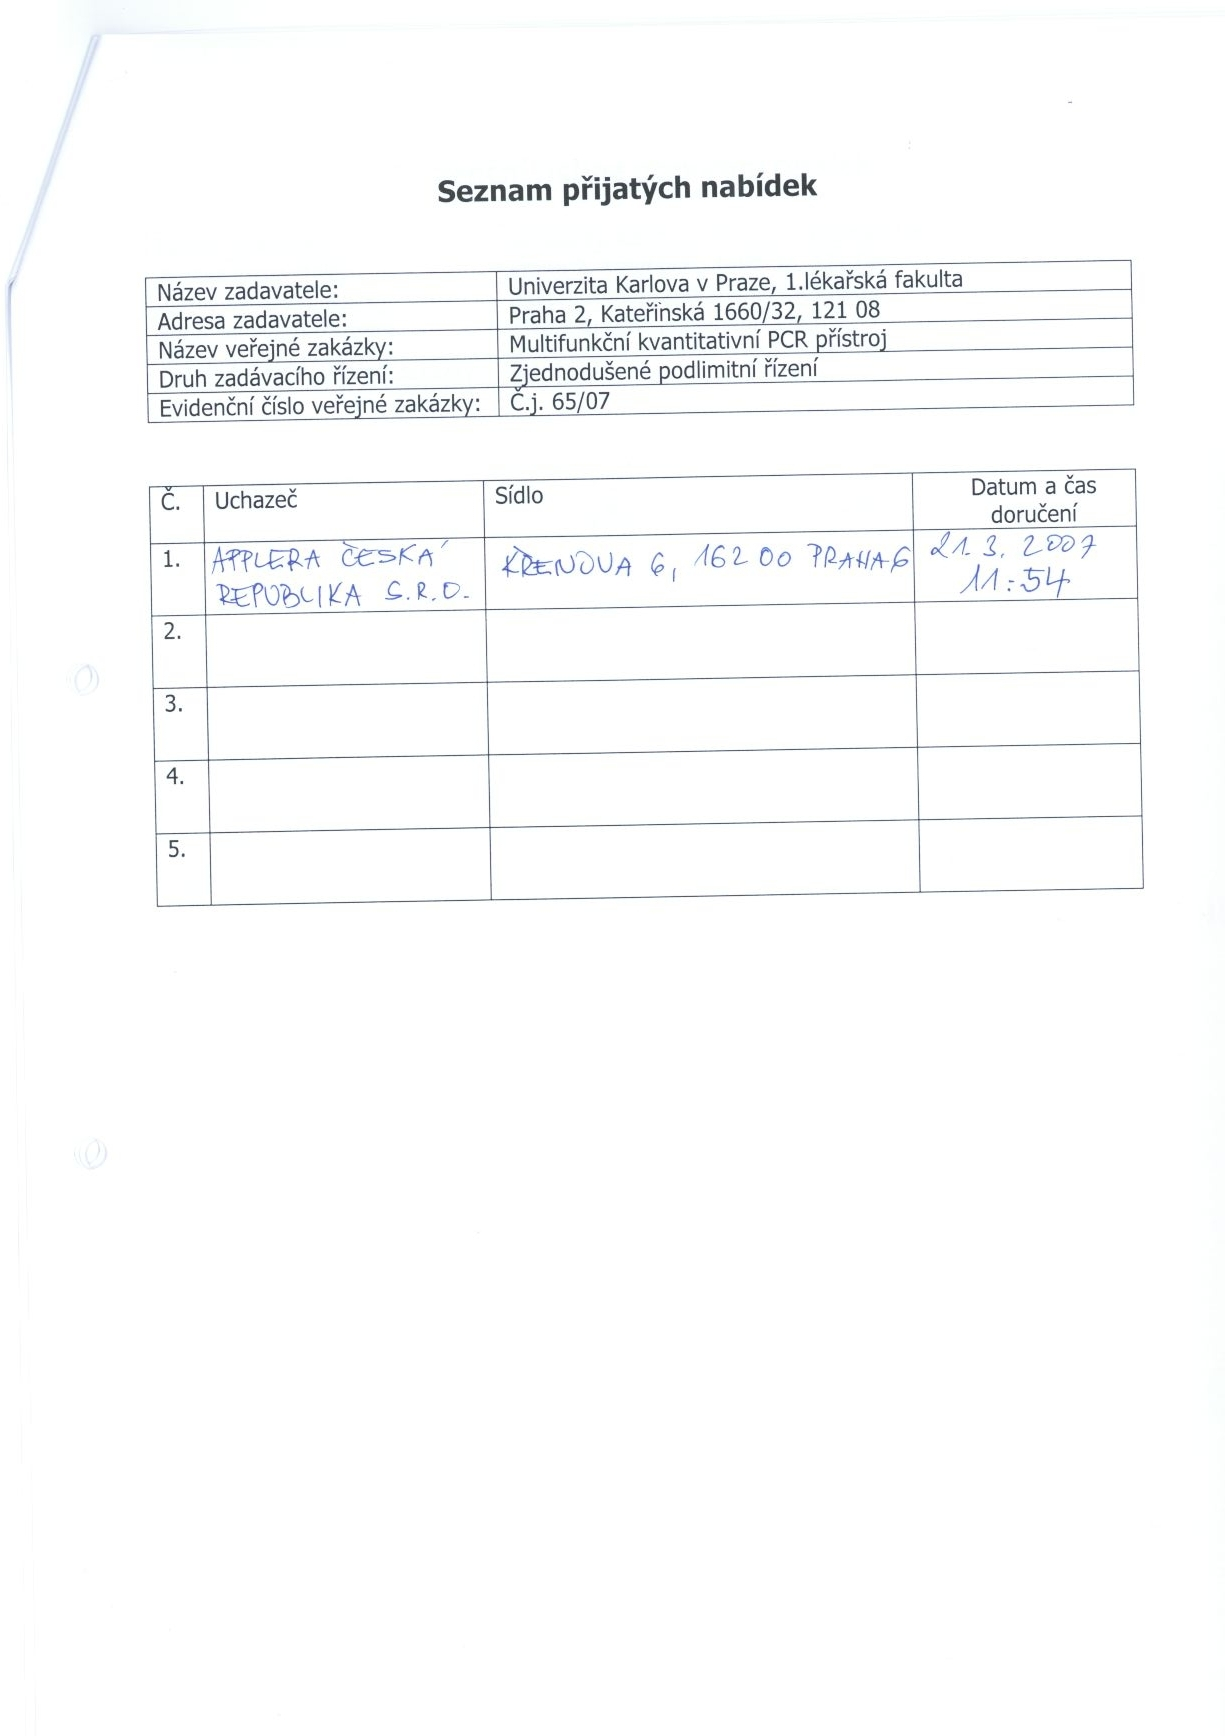 Seznam přijatých nabídek
Název zadavatele: Univerzita Karlova v Praze, 1.lékařská fakulta
Adresa zadavatele: Praha 2, Kateřinská 1660/32, 121 08
Název veřejné zakázky: Multifunkční kvantitativní PCR přístroj
Druh zadávacího řízení: Zjednodušené podlimitní řízení
Evidenční číslo veřejné zakázky: Č.j. 65/07
Č. Uchazeč Sídlo Datum a čas
doručení
1. APPLERA ČESKÁ KŘENOVA 6, 162 00 PRAHA 6 21. 3. 2007
REPUBLIKA S.R.O. 11:54
2.
3.
4.
5.